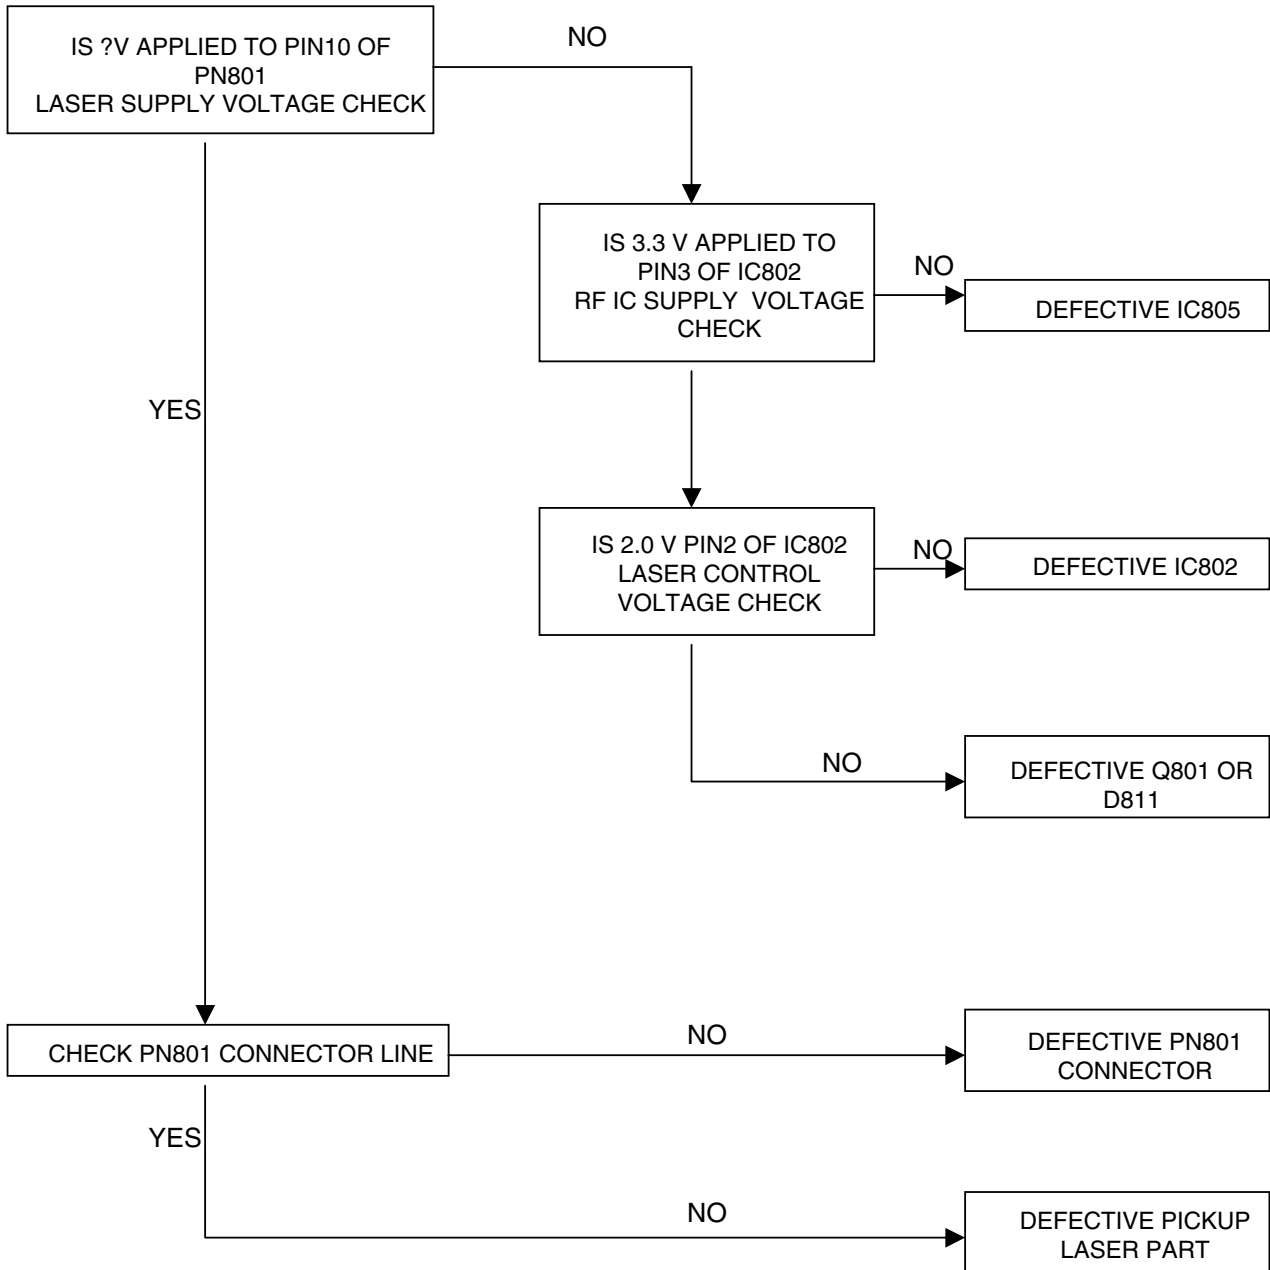 IS ?V APPLIED TO PIN10 OF
PN801
LASER SUPPLY VOLTAGE CHECK
NO
IS 3.3 V APPLIED TO
PIN3 OF IC802
RF IC SUPPLY  VOLTAGE
CHECK
NO
DEFECTIVE IC805
YES
IS 2.0 V PIN2 OF IC802
LASER CONTROL
VOLTAGE CHECK
NO
DEFECTIVE IC802
NO
DEFECTIVE Q801 OR
D811
CHECK PN801 CONNECTOR LINE
NO
DEFECTIVE PN801
CONNECTOR
YES
NO
DEFECTIVE PICKUP
LASER PART